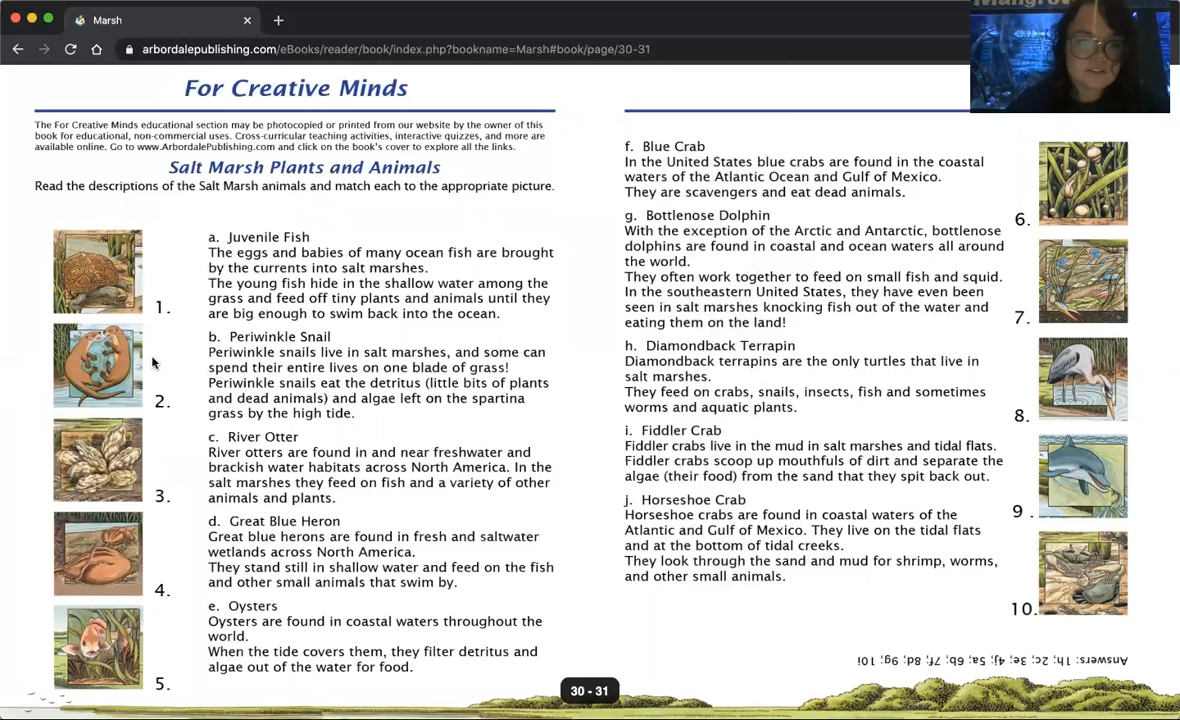 Marsh
arbordalepublishing.com/eBooks/reader/book/index.php?bookname=Marsh#book/page/30-31
For Creative Minds
The For Creative Minds educational section may be photocopied or printed from our website by the owner of this
book for educational, non-commercial uses. Cross-curricular teaching activities, interactive quizzes, and more are
available online. Go to www.ArbordalePublishing.com and click on the book's cover to explore all the links.
Salt Marsh Plants and Animals
Read the descriptions of the Salt Marsh animals and match each to the appropriate picture.
1.
2.
3.
4.
5.
a. Juvenile Fish
The eggs and babies of many ocean fish are brought
by the currents into salt marshes.
The young fish hide in the shallow water among the
grass and feed off tiny plants and animals until they
are big enough to swim back into the ocean.
b. Periwinkle Snail
Periwinkle snails live in salt marshes, and some can
spend their entire lives on one blade of grass!
Periwinkle snails eat the detritus (little bits of plants
and dead animals) and algae left on the spartina
grass by the high tide.
c. River Otter
River otters are found in and near freshwater and
brackish water habitats across North America. In the
salt marshes they feed on fish and a variety of other
animals and plants.
d. Great Blue Heron
Great blue herons are found in fresh and saltwater
wetlands across North America.
They stand still in shallow water and feed on the fish
and other small animals that swim by.
e. Oysters
Oysters are found in coastal waters throughout the
world.
When the tide covers them, they filter detritus and
algae out of the water for food.
f. Blue Crab
In the United States blue crabs are found in the coastal
waters of the Atlantic Ocean and Gulf of Mexico.
They are scavengers and eat dead animals.
g. Bottlenose Dolphin
With the exception of the Arctic and Antarctic, bottlenose
dolphins are found in coastal and ocean waters all around
the world.
They often work together to feed on small fish and squid.
In the southeastern United States, they have even been
seen in salt marshes knocking fish out of the water and
eating them on the land!
h. Diamondback Terrapin
Diamondback terrapins are the only turtles that live in
salt marshes.
They feed on crabs, snails, insects, fish and sometimes
worms and aquatic plants.
i. Fiddler Crab
Fiddler crabs live in the mud in salt marshes and tidal flats.
Fiddler crabs scoop up mouthfuls of dirt and separate the
algae (their food) from the sand that they spit back out.
j. Horseshoe Crab
Horseshoe crabs are found in coastal waters of the
Atlantic and Gulf of Mexico. They live on the tidal flats
and at the bottom of tidal creeks.
They look through the sand and mud for shrimp, worms,
and other small animals.
6.
7.
8.
9.
10.
Answers: 1h; 2c; 3e; 4j; 5a; 6b; 7f; 8d; 9g; 10i
30 - 31